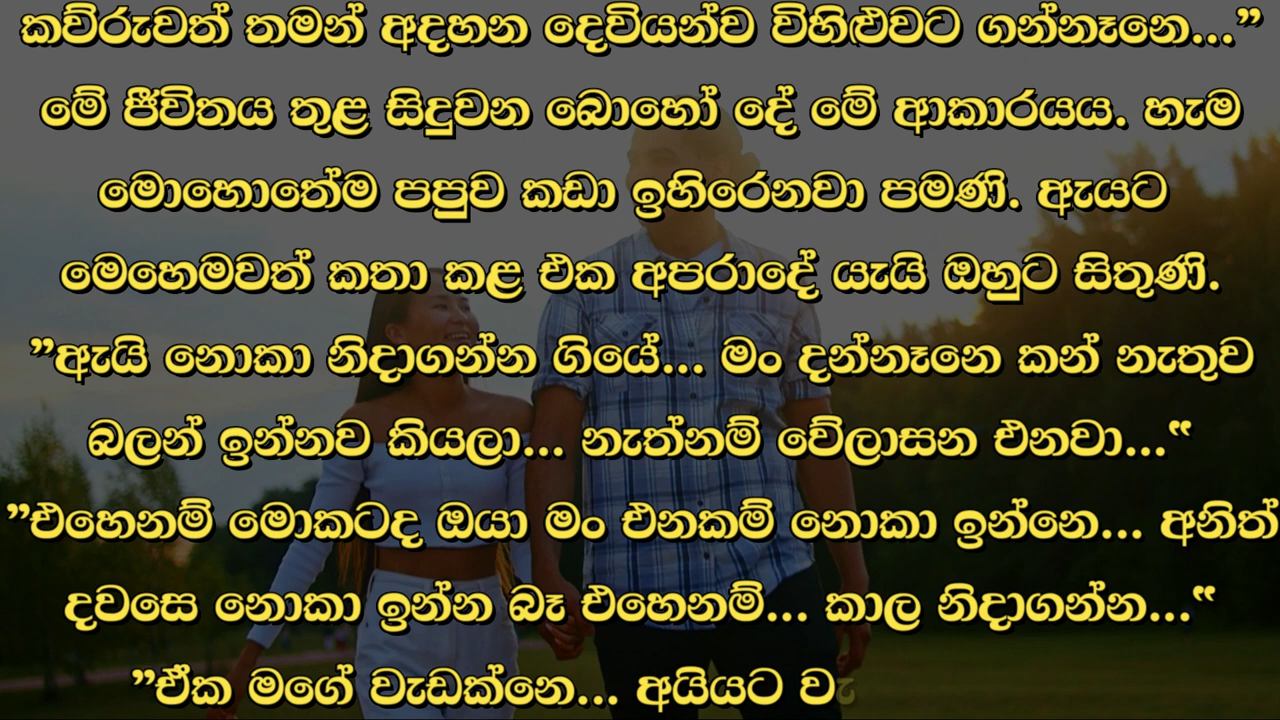 කව්රුවත් තමන් අදහන දෙවියන්ව විහිළුවට ගන්නෑනෙ...”
මේ ජීවිතය තුළ සිදුවන බොහෝ දේ මේ ආකාරයය. හැම
මොහොතේම පපුව කඩා ඉහිරෙනවා පමණි. ඇයට
මෙහෙමවත් කතා කළ එක අපරාදේ යැයි ඔහුට සිතුණි.
”ඇයි නොකා නිදාගන්න ගියේ... මං දන්නෑනෙ කන් නැතුව
බලන් ඉන්නව කියලා... නැත්නම් වේලාසන එනවා...“
”එහෙනම් මොකටද ඔයා මං එනකම් නොකා ඉන්නෙ... අනිත්
දවසෙ නොකා ඉන්න බෑ එහෙනම්... කාල නිදාගන්න...“
”ඒක මගේ වැඩක්නෙ... අයියට වැ